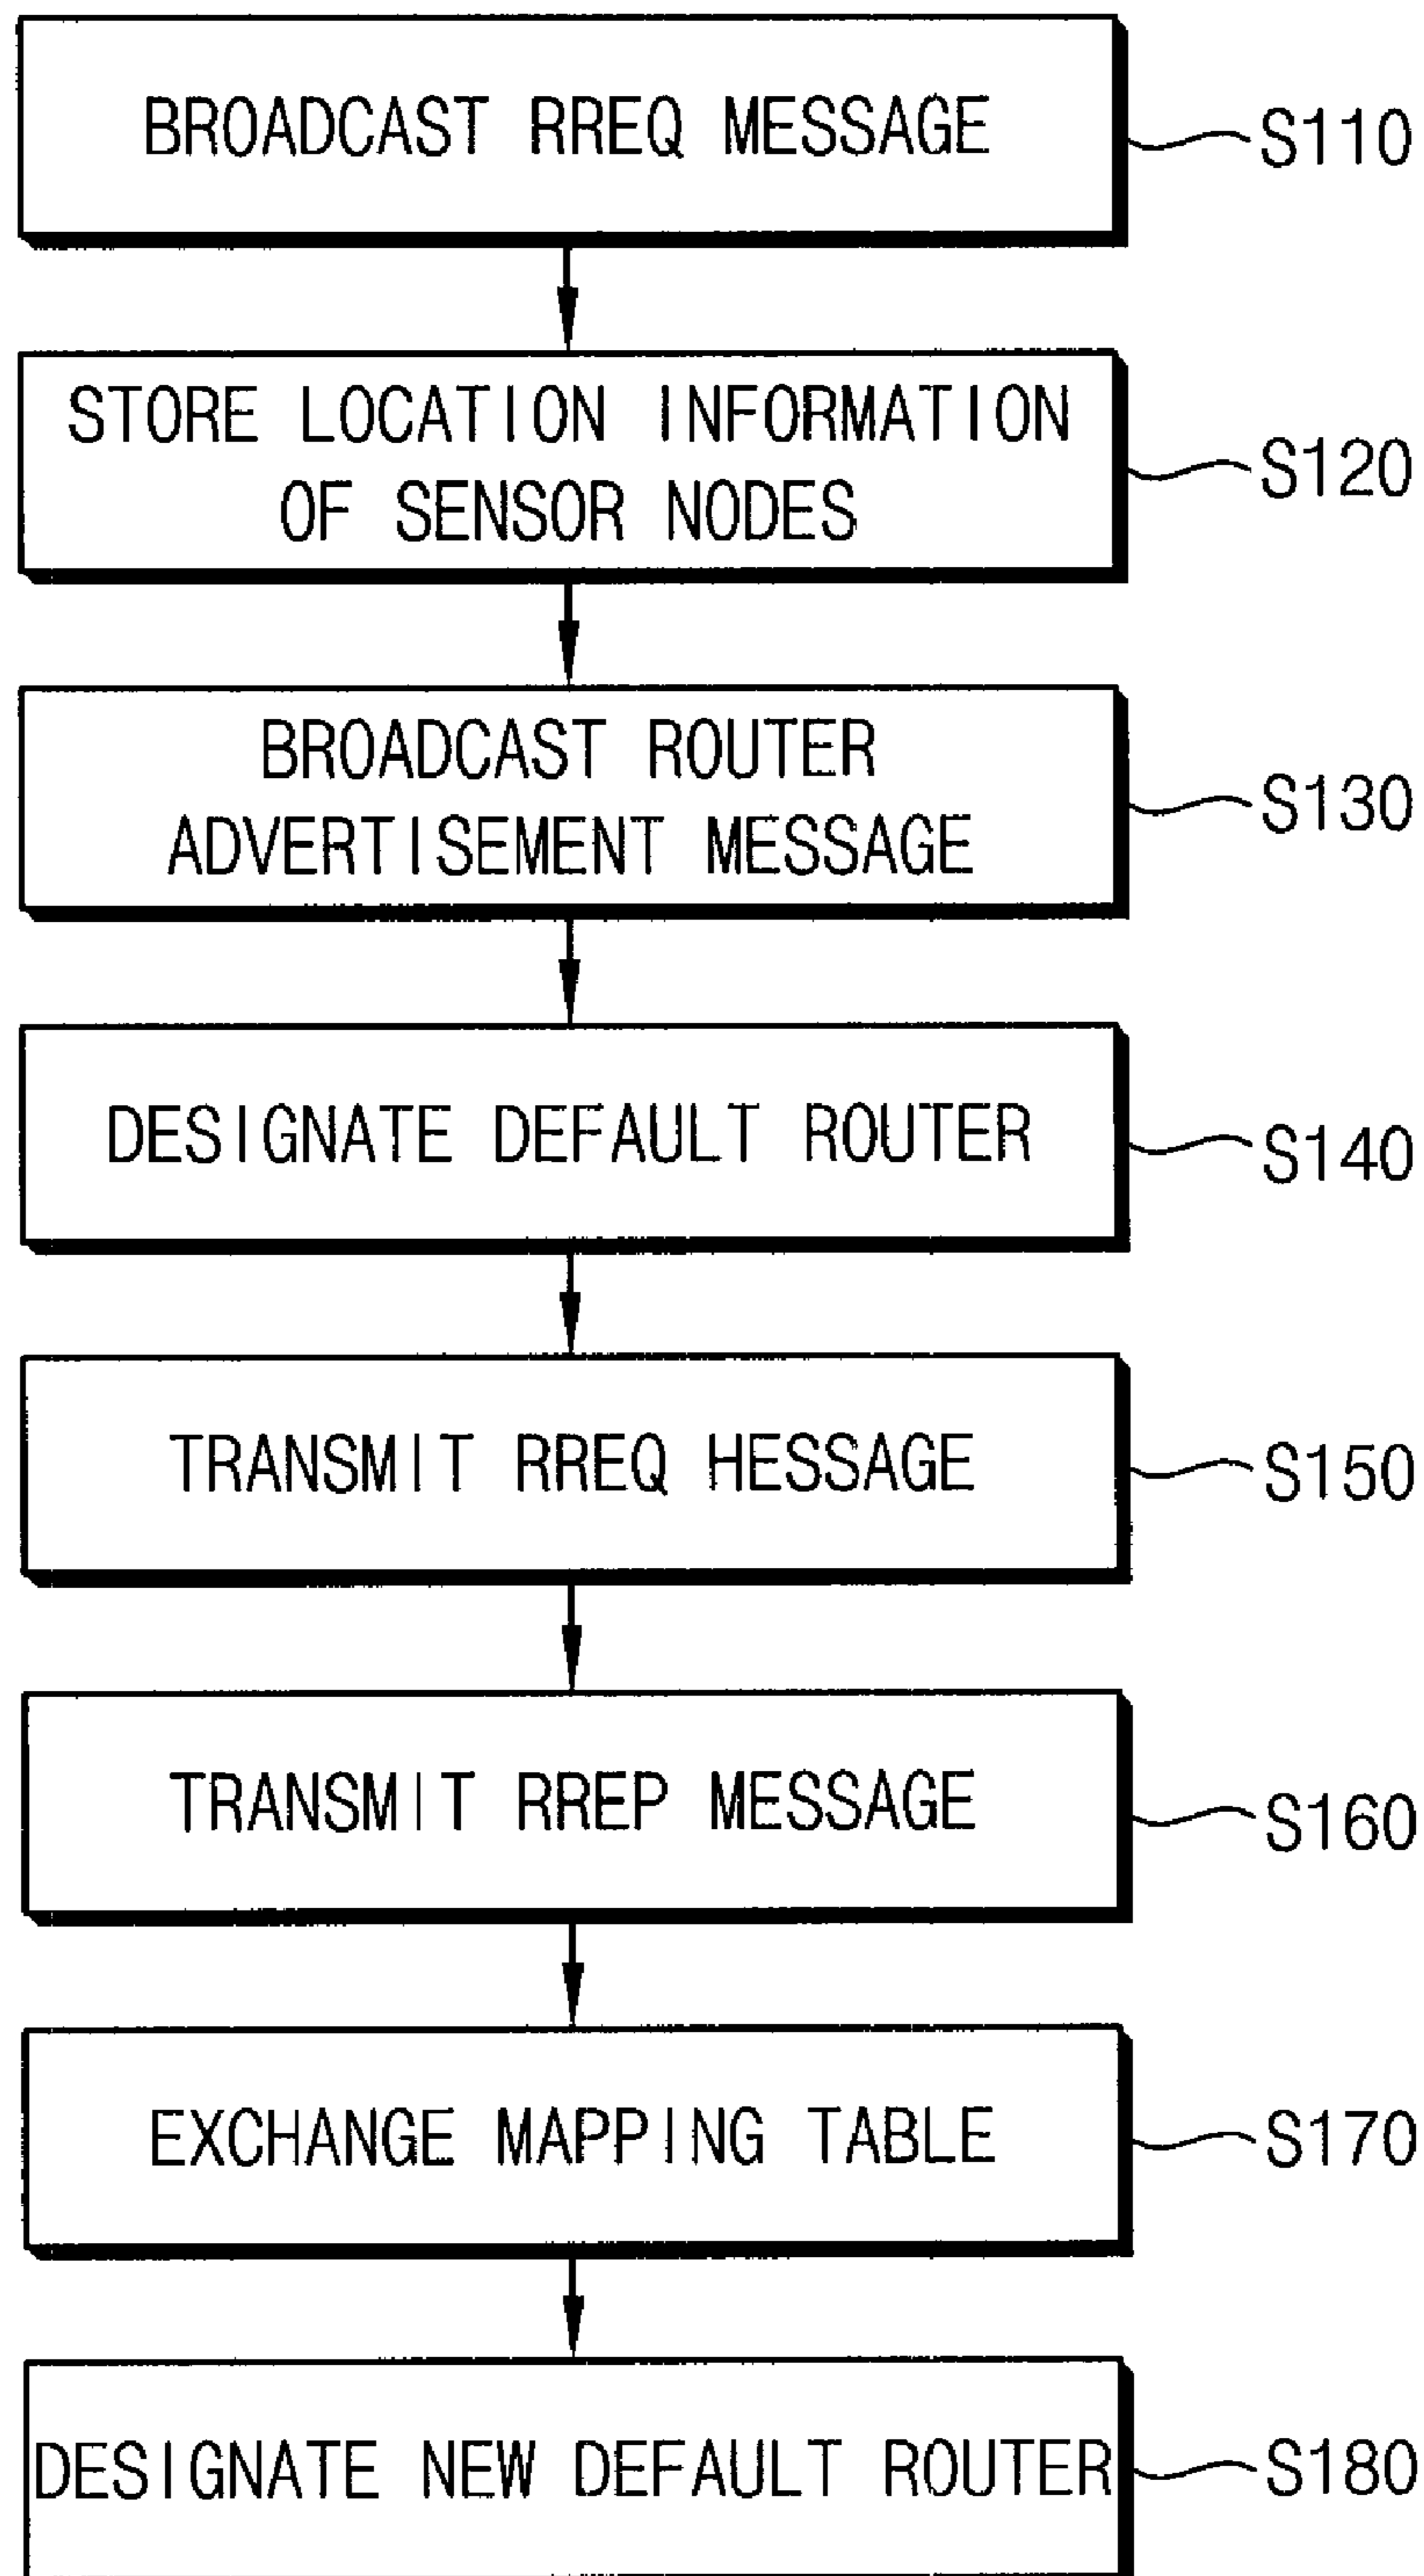 BROADCAST RREQ MESSAGE
S110
STORE LOCATION INFORMATION
OF SENSOR NODES
S120
BROADCAST ROUTER
ADVERTISEMENT MESSAGE
S130
DESIGNATE DEFAULT ROUTER
S140
TRANSMIT RREQ HESSAGE
S150
TRANSMIT RREP MESSAGE
S160
EXCHANGE MAPPING TABLE
S170
DESIGNATE NEW DEFAULT ROUTER
S180